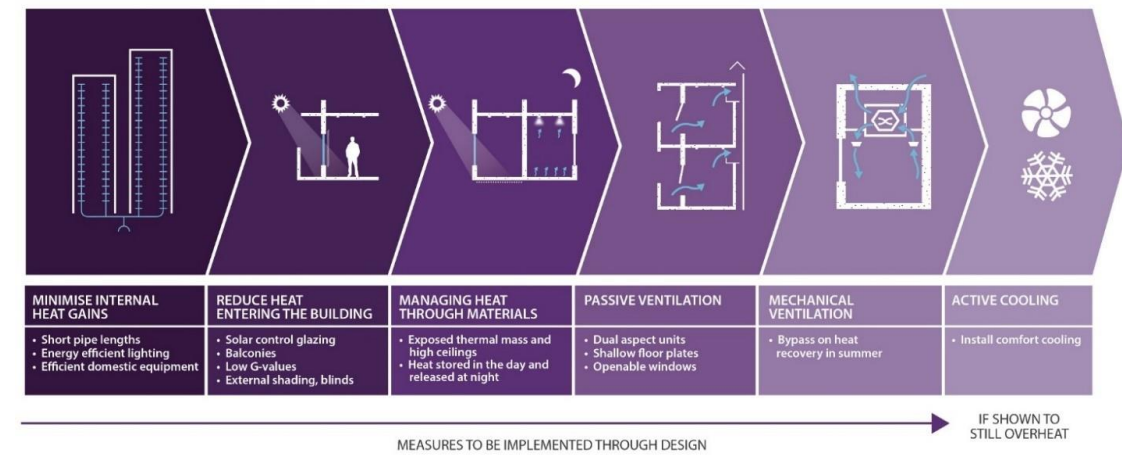 MINIMISE INTERNAL
HEAT GAINS
• Short pipe lengths
• Energy efficient lighting
• Efficient domestic equipment
REDUCE HEAT
ENTERING THE BUILDING
• Solar control glazing
• Balconies
• Low G-values
• External shading, blinds
MANAGING HEAT
THROUGH MATERIALS
• Exposed thermal mass and
high ceilings
• Heat stored in the day and
released at night
PASSIVE VENTILATION
• Dual aspect units
• Shallow floor plates
• Openable windows
MECHANICAL
VENTILATION
• Bypass on heat
recovery in summer
ACTIVE COOLING
• Install comfort cooling
MEASURES TO BE IMPLEMENTED THROUGH DESIGN
IF SHOWN TO
STILL OVERHEAT